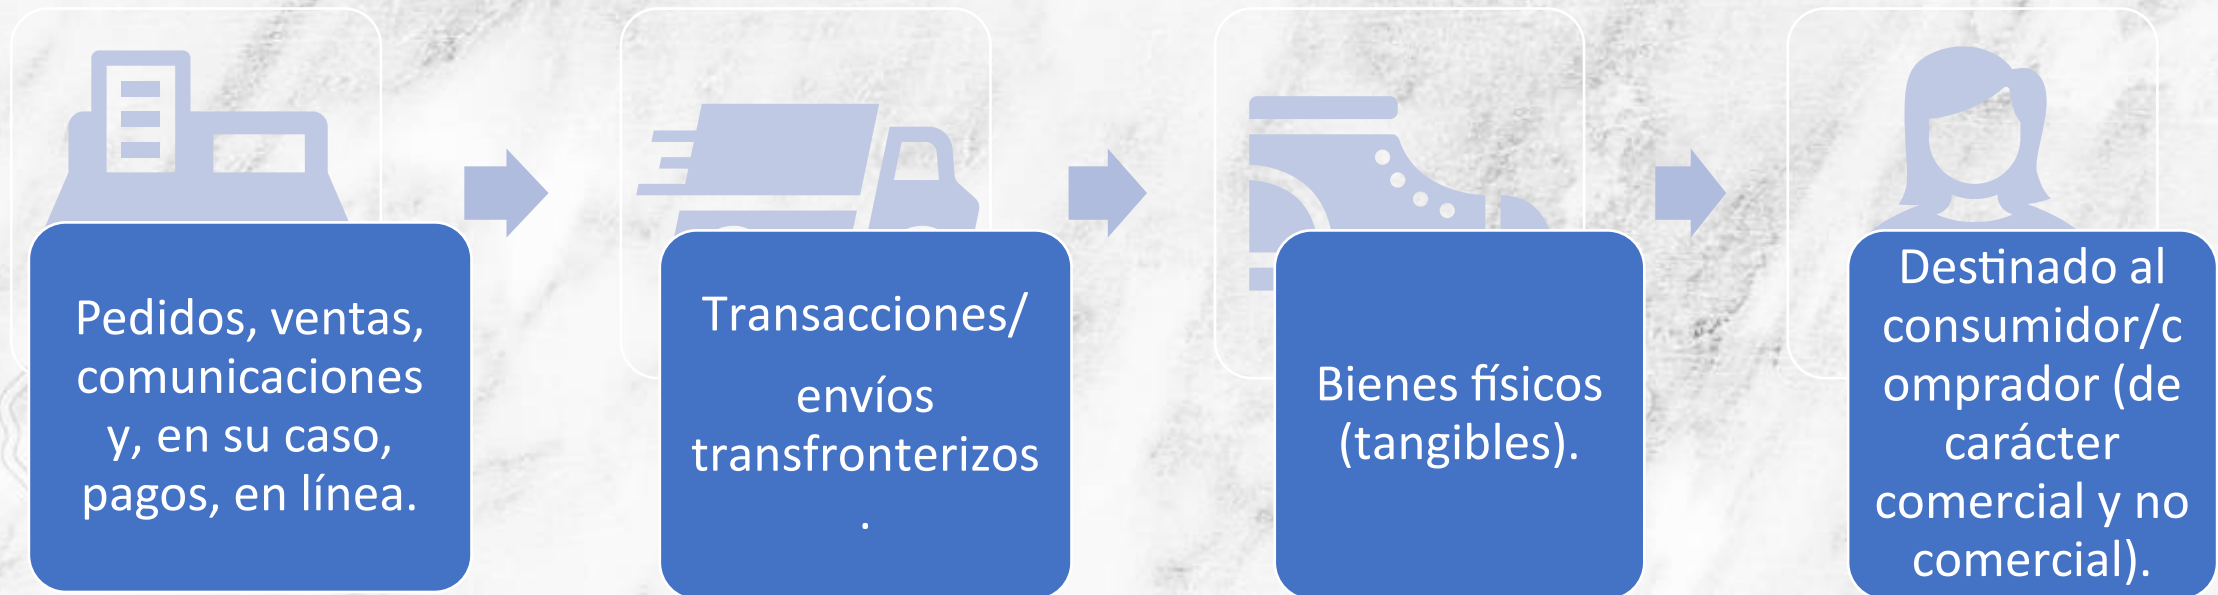 Pedidos, ventas,
comunicaciones
y, en su caso,
pagos, en línea.
Transacciones/
envíos
transfronterizos
.
Bienes físicos
(tangibles).
Destinado al
consumidor/c
omprador (de
carácter
comercial y no
comercial).